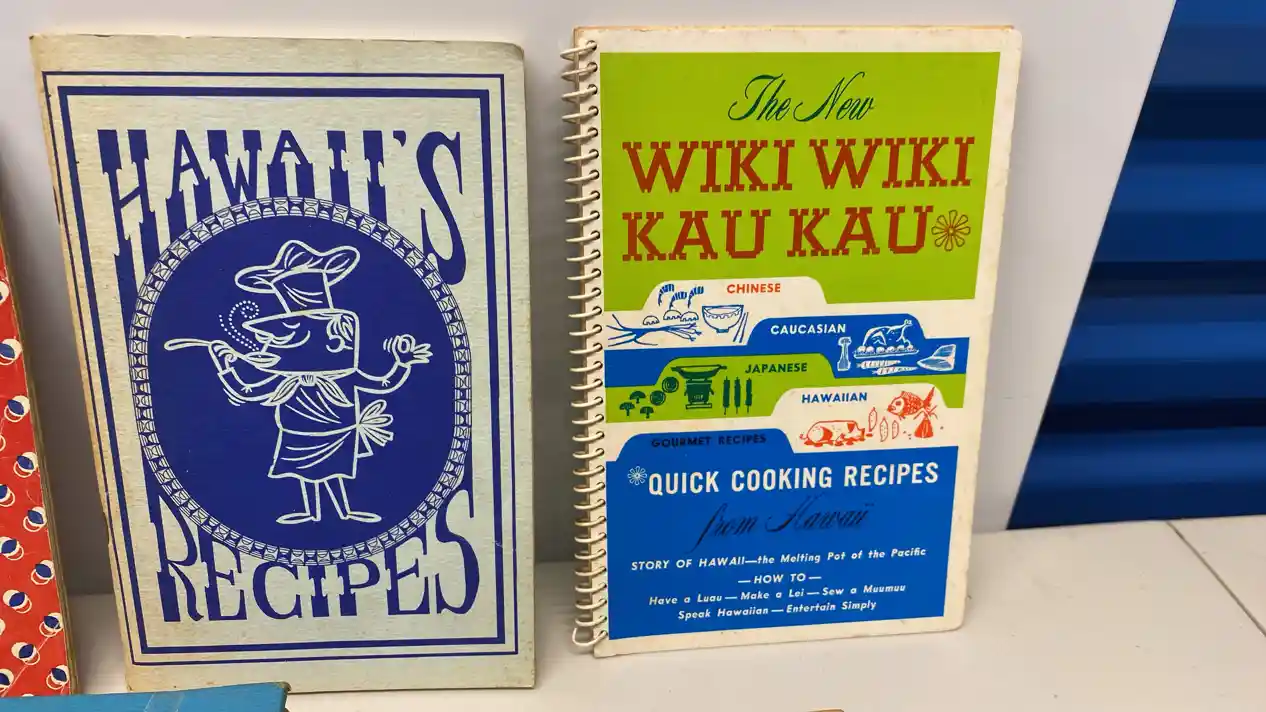 HAWAII'S
RECIPES
The New
WIKI WIKI
KAU KAU
CHINESE
CAUCASIAN
JAPANESE
HAWAIIAN
GOURMET RECIPES
QUICK COOKING RECIPES
from Hawaii
STORY OF HAWAII—the Melting Pot of the Pacific
—HOW TO—
Have a Luau—Make a Lei—Sew a Muumuu
Speak Hawaiian—Entertain Simply